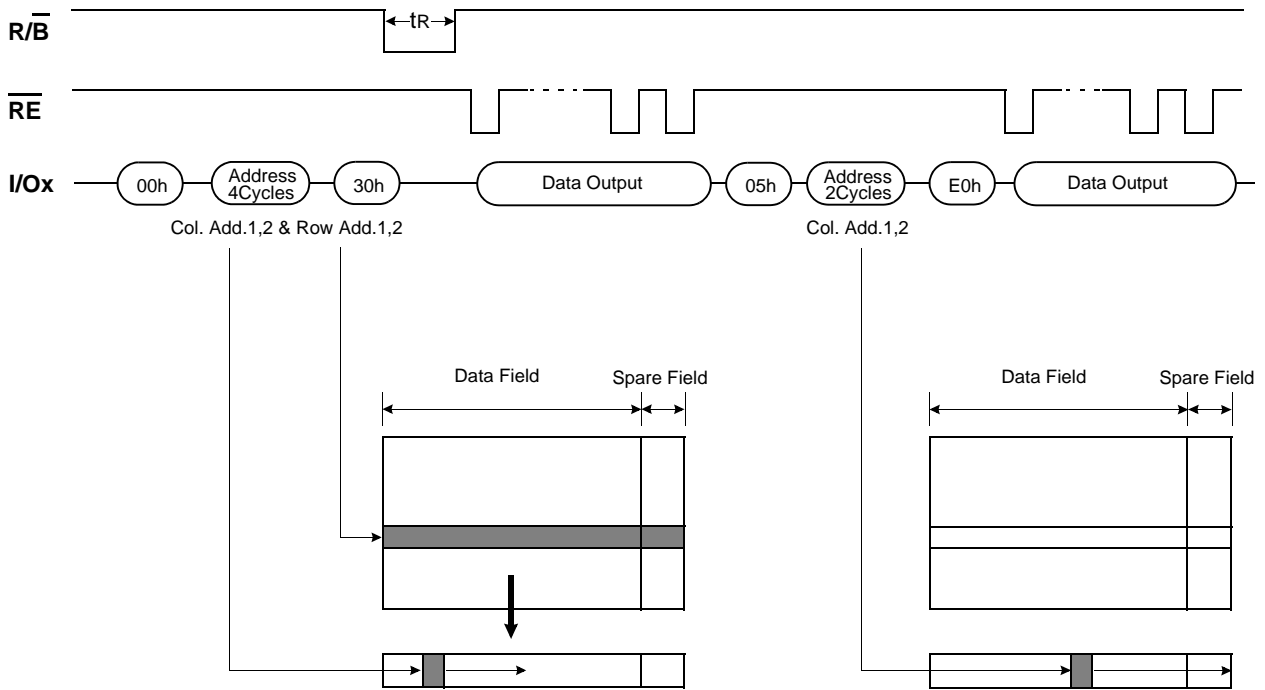 R/B
tR
RE
I/Ox
00h
Address
4Cycles
30h
Data Output
05h
Address
2Cycles
E0h
Data Output
Col. Add.1,2 & Row Add.1,2
Col. Add.1,2
Data Field
Spare Field
Data Field
Spare Field